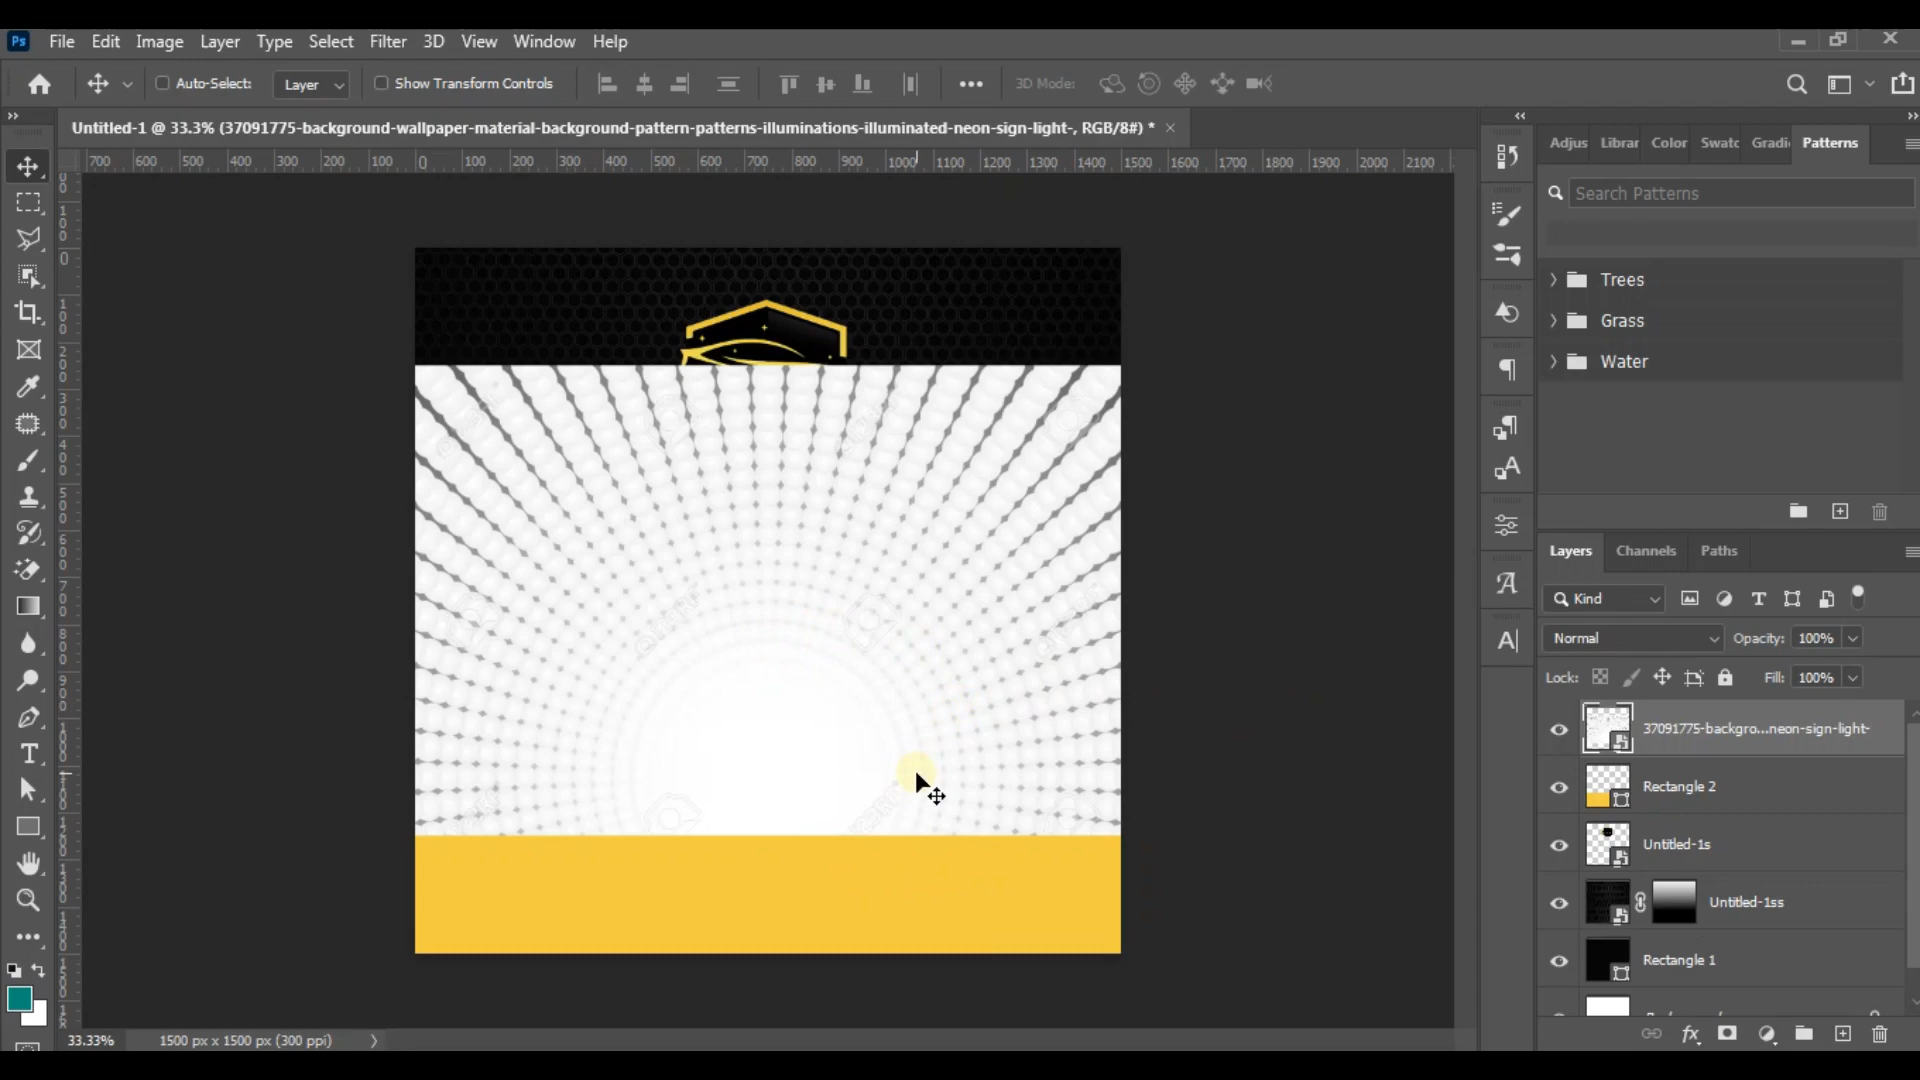 Ps File Edit Image Layer Type Select Filter 3D View Window Help
Auto-Select: Layer Show Transform Controls 3D Mode:
Untitled-1 @ 33.3% (37091775-background-wallpaper-material-background-pattern-patterns-illuminations-illuminated-neon-sign-light-, RGB/8#) *
Adjus Librar Color Swatc Gradi Patterns
700 600 500 400 300 200 100 0 100 200 300 400 500 600 700 800 900 1000 1100 1200 1300 1400 1500 1600 1700 1800 1900 2000 2100
Search Patterns
Trees
Grass
Water
Layers Channels Paths
Kind
Normal Opacity: 100%
Lock: Fill: 100%
37091775-backgro...neon-sign-light-
Rectangle 2
Untitled-1s
Untitled-1ss
Rectangle 1
33.33% 1500 px x 1500 px (300 ppi)